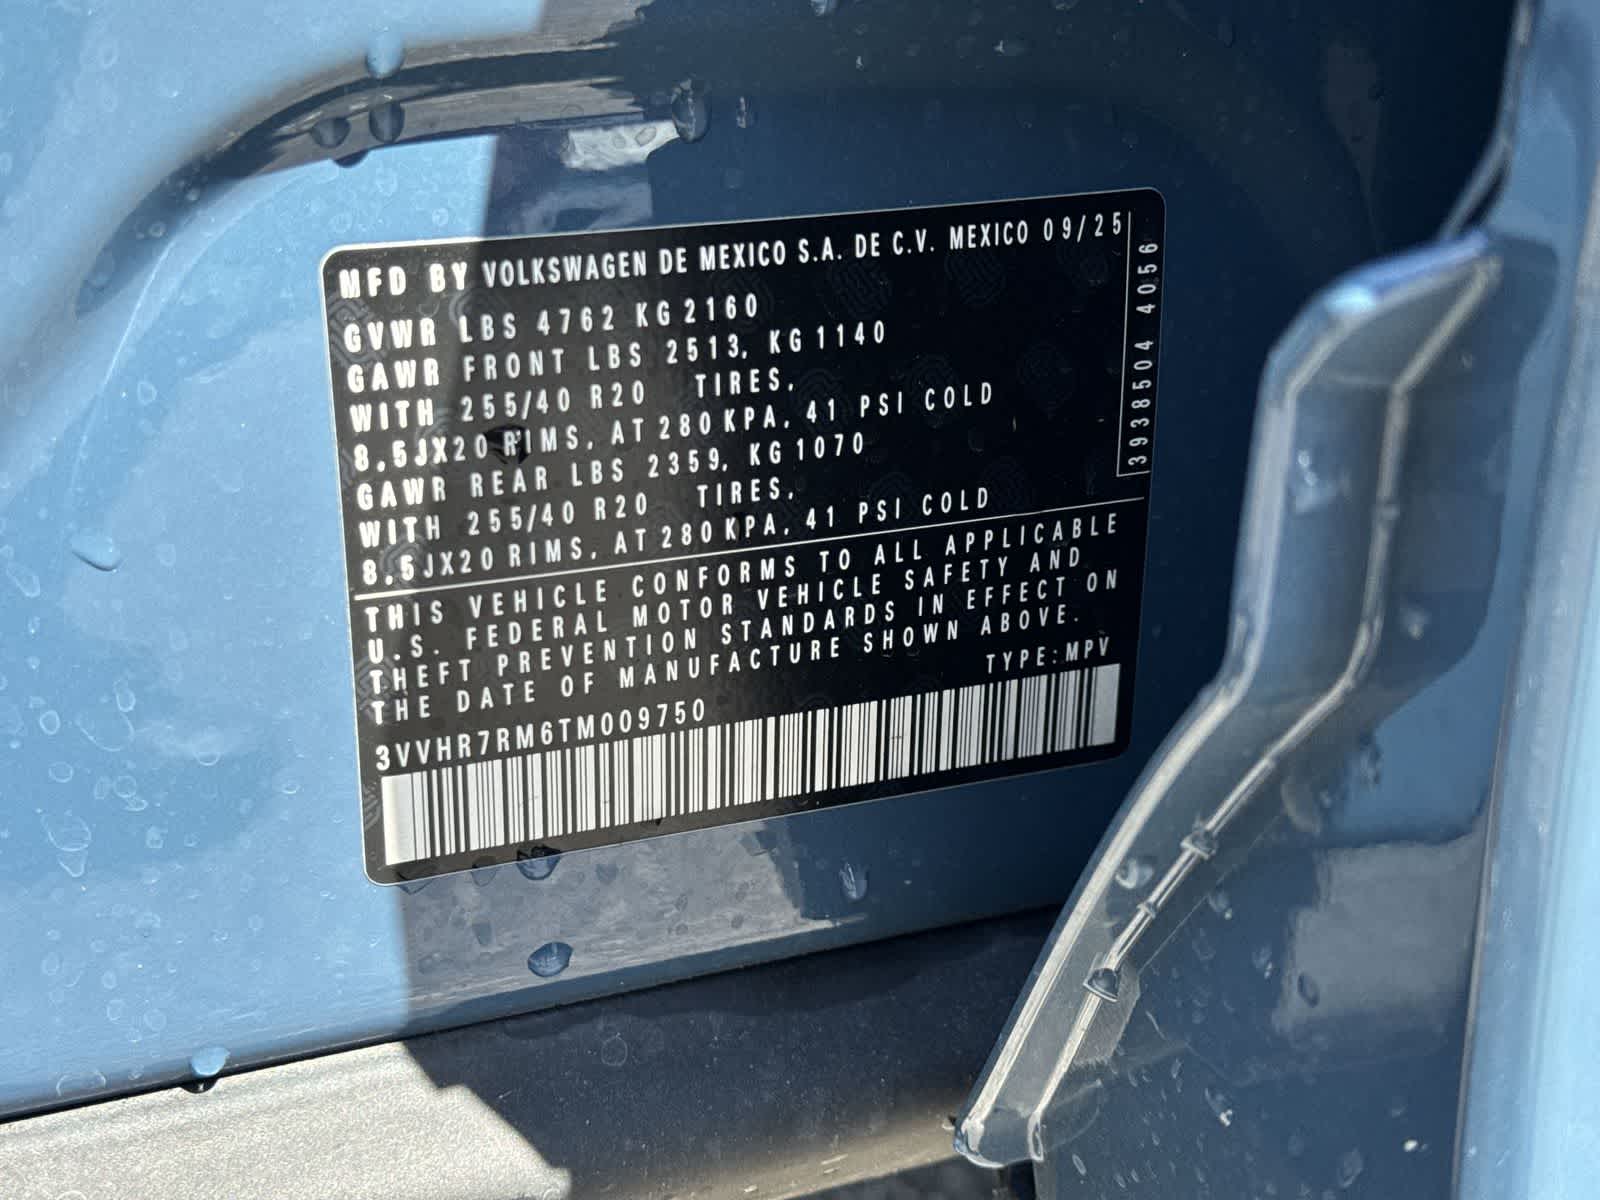 MFD BY VOLKSWAGEN DE MEXICO S.A. DE C.V. MEXICO 09/25
GVWR LBS 4762 KG 2160
GAWR FRONT LBS 2513, KG 1140
WITH 255/40 R20 TIRES,
8,5JX20 RIMS, AT 280 KPA, 41 PSI COLD
GAWR REAR LBS 2359, KG 1070
WITH 255/40 R20 TIRES,
8,5JX20 RIMS, AT 280 KPA, 41 PSI COLD
3938504 4056
THIS VEHICLE CONFORMS TO ALL APPLICABLE
U.S. FEDERAL MOTOR VEHICLE SAFETY AND
THEFT PREVENTION STANDARDS IN EFFECT ON
THE DATE OF MANUFACTURE SHOWN ABOVE.
TYPE: MPV
3VVHR7RM6TM009750